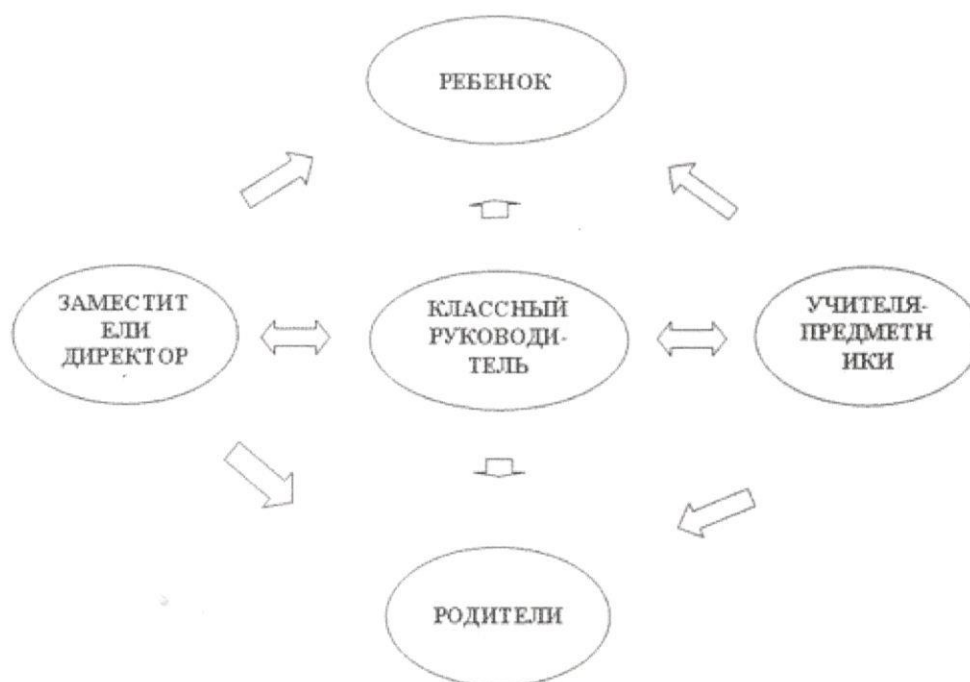 РЕБЕНОК
ЗАМЕСТИТ
ЕЛИ
ДИРЕКТОР
КЛАССНЫЙ
РУКОВОДИ-
ТЕЛЬ
УЧИТЕЛЯ-
ПРЕДМЕТН
ИКИ
РОДИТЕЛИ